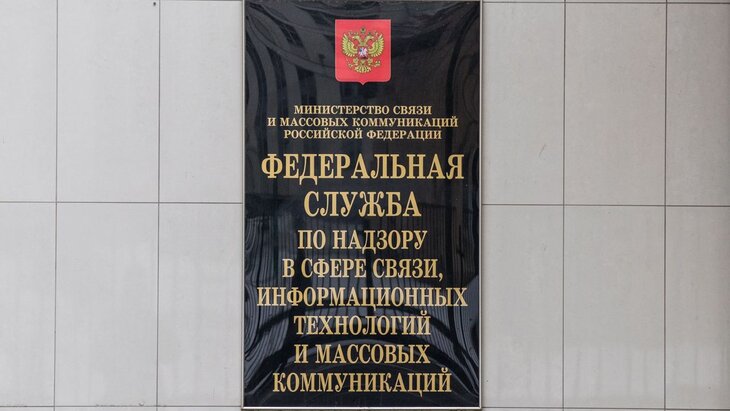 МИНИСТЕРСТВО СВЯЗИ
И МАССОВЫХ КОММУНИКАЦИЙ
РОССИЙСКОЙ ФЕДЕРАЦИИ
ФЕДЕРАЛЬНАЯ
СЛУЖБА
ПО НАДЗОРУ
В СФЕРЕ СВЯЗИ,
ИНФОРМАЦИОННЫХ
ТЕХНОЛОГИЙ
И МАССОВЫХ
КОММУНИКАЦИЙ